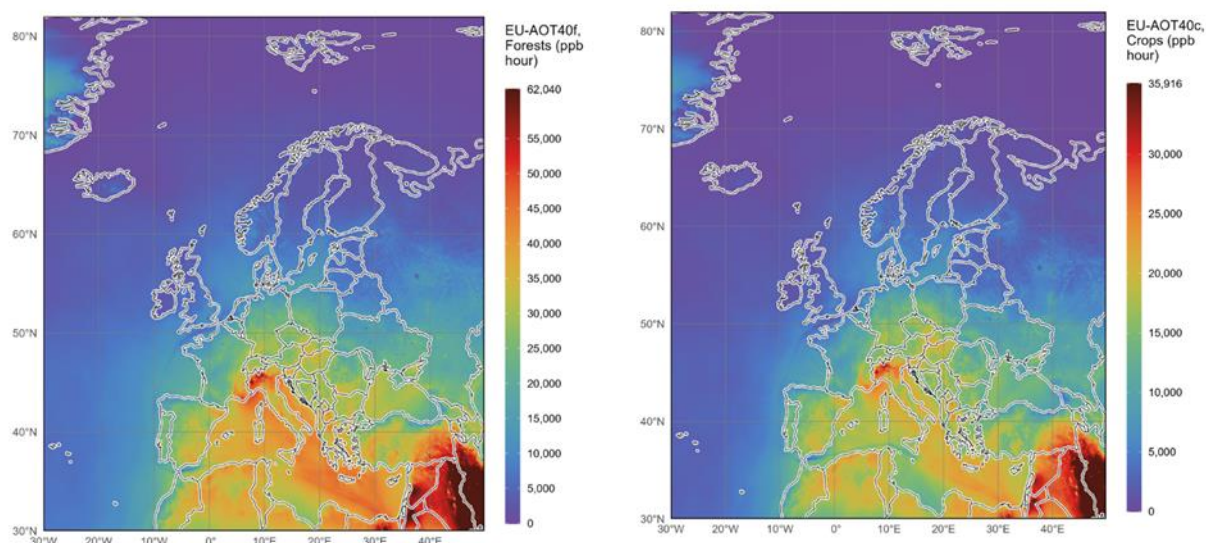 EU-AOT40f,
Forests (ppb
hour)
62,040
55,000
50,000
45,000
40,000
35,000
30,000
25,000
20,000
15,000
10,000
5,000
0
80°N
70°N
60°N
50°N
40°N
30°N
30°W
20°W
10°W
0°
10°E
20°E
30°E
40°E
EU-AOT40c,
Crops (ppb
hour)
35,916
30,000
25,000
20,000
15,000
10,000
5,000
0
80°N
70°N
60°N
50°N
40°N
30°N
30°W
20°W
10°W
0°
10°E
20°E
30°E
40°E